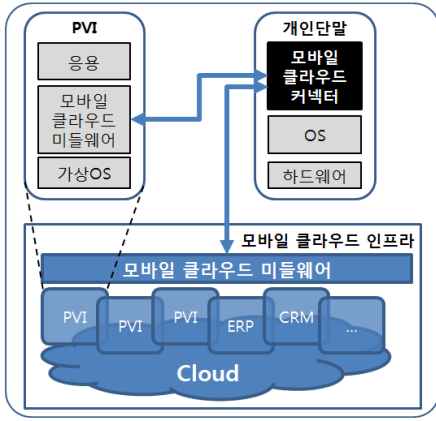 PVI
응용
모바일
클라우드
미들웨어
가상OS
개인단말
모바일
클라우드
커넥터
OS
하드웨어
모바일 클라우드 인프라
모바일 클라우드 미들웨어
PVI
PVI
PVI
ERP
CRM
...
Cloud